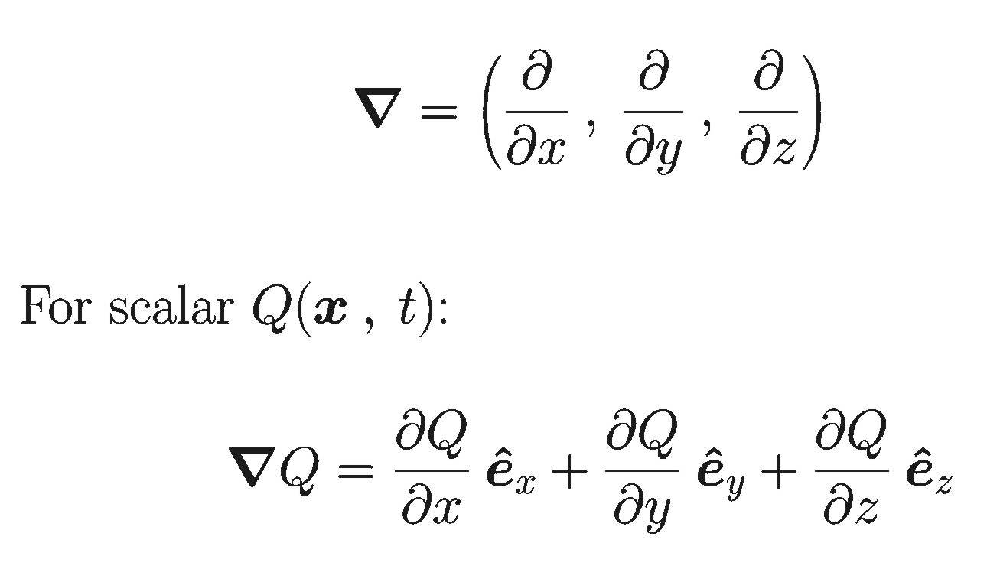 ∇ = (∂/∂x , ∂/∂y , ∂/∂z)
For scalar Q(x , t):
∇Q = ∂Q/∂x ê_x + ∂Q/∂y ê_y + ∂Q/∂z ê_z